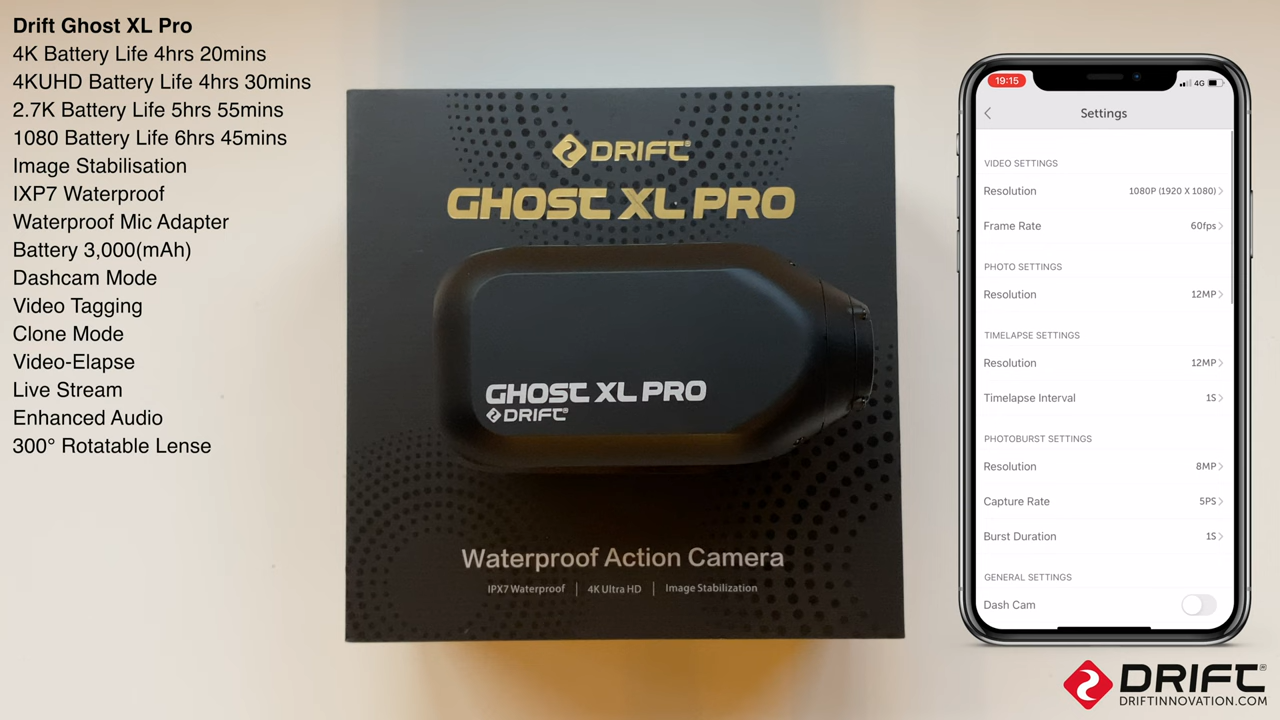 Drift Ghost XL Pro
4K Battery Life 4hrs 20mins
4KUHD Battery Life 4hrs 30mins
2.7K Battery Life 5hrs 55mins
1080 Battery Life 6hrs 45mins
Image Stabilisation
IXP7 Waterproof
Waterproof Mic Adapter
Battery 3,000(mAh)
Dashcam Mode
Video Tagging
Clone Mode
Video-Elapse
Live Stream
Enhanced Audio
300° Rotatable Lense
DRIFT®
GHOST XL PRO
GHOST XL PRO
DRIFT®
Waterproof Action Camera
IPX7 Waterproof | 4K Ultra HD | Image Stabilization
19:15 4G
Settings
VIDEO SETTINGS
Resolution 1080P (1920 X 1080)
Frame Rate 60fps
PHOTO SETTINGS
Resolution 12MP
TIMELAPSE SETTINGS
Resolution 12MP
Timelapse Interval 1S
PHOTOBURST SETTINGS
Resolution 8MP
Capture Rate 5PS
Burst Duration 1S
GENERAL SETTINGS
Dash Cam
DRIFT®
DRIFTINNOVATION.COM